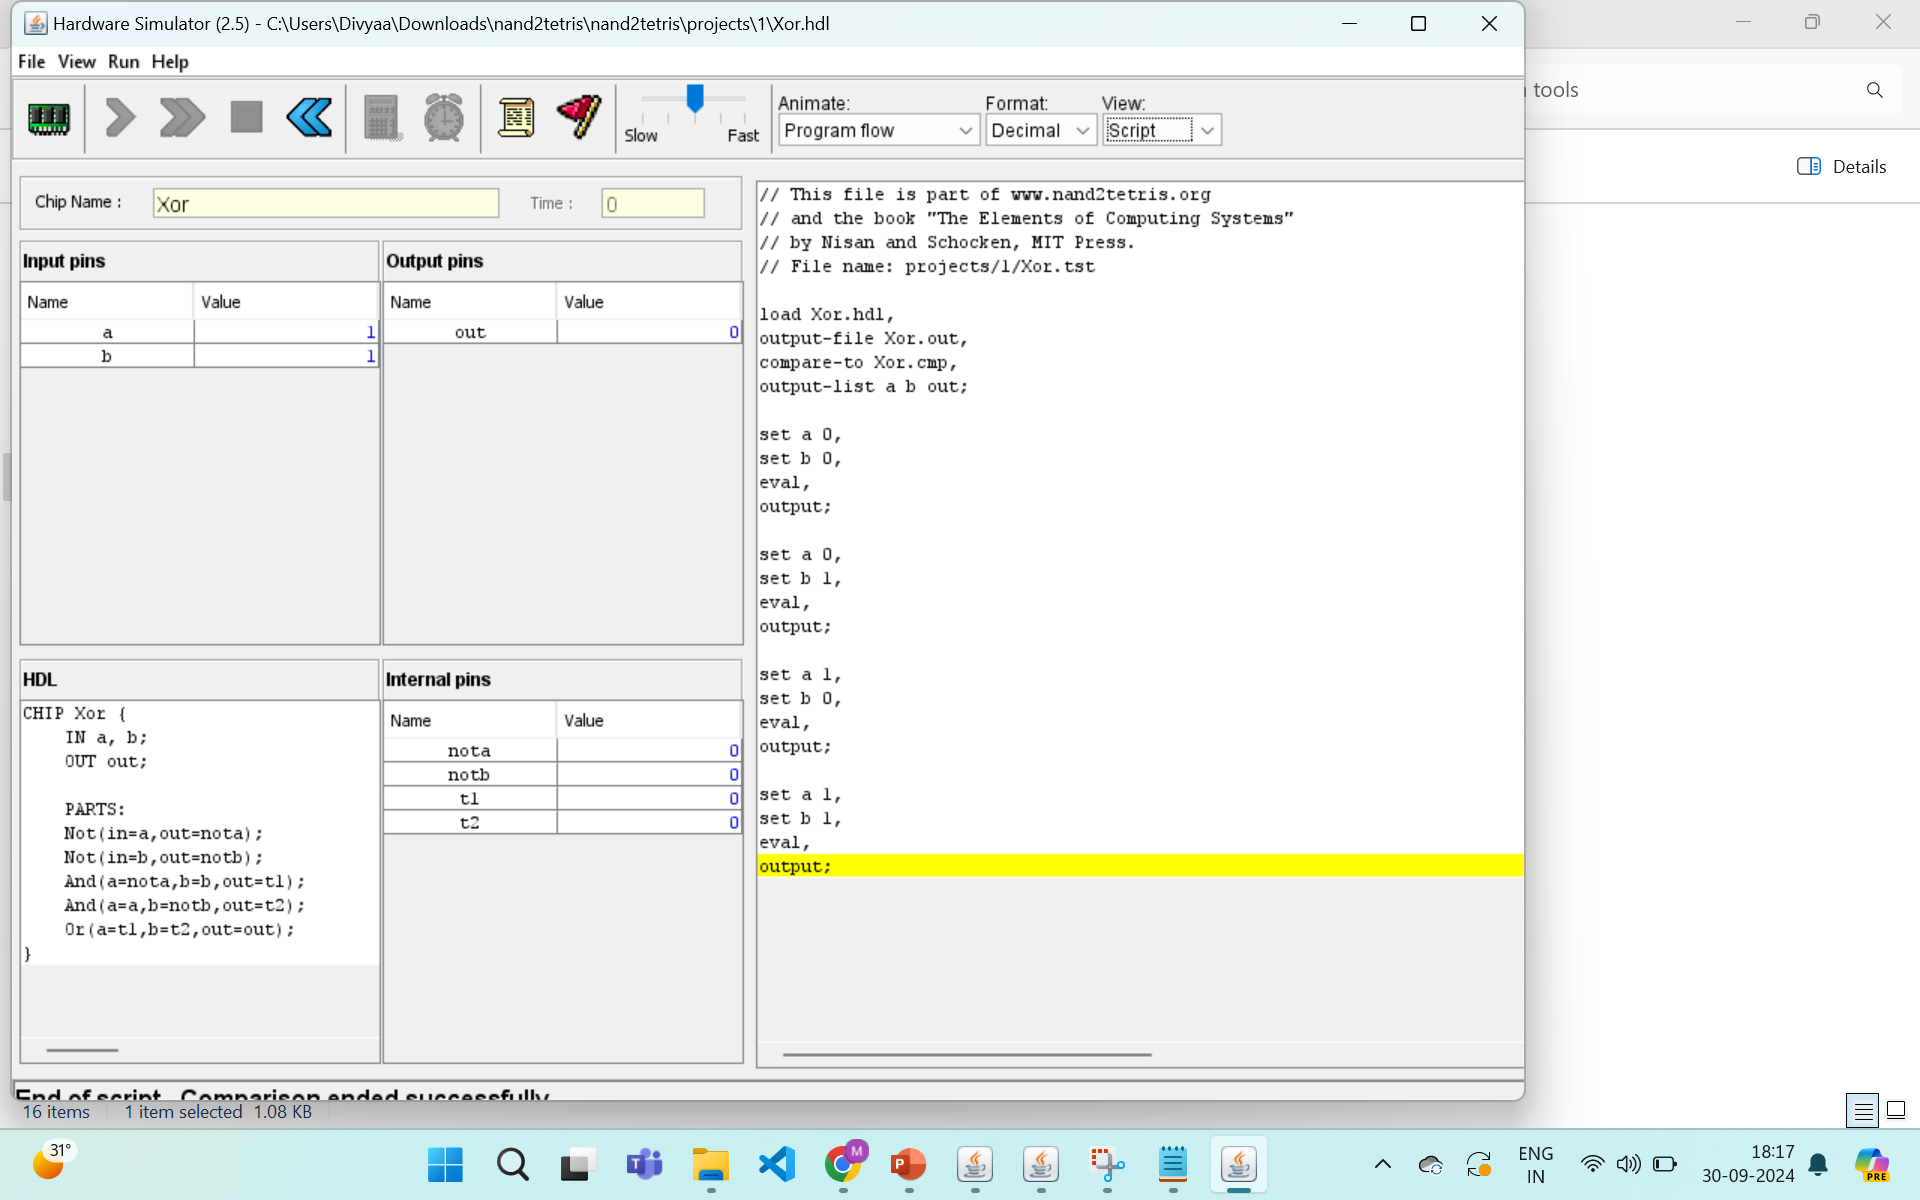 Hardware Simulator (2.5) - C:\Users\Divyaa\Downloads\nand2tetris\nand2tetris\projects\1\Xor.hdl
File View Run Help
Slow Fast
Animate: Format: View:
Program flow Decimal Script
tools
Details
Chip Name : Xor Time : 0
Input pins
Name Value
a 1
b 1
Output pins
Name Value
out 0
HDL
CHIP Xor {
IN a, b;
OUT out;
PARTS:
Not(in=a,out=nota);
Not(in=b,out=notb);
And(a=nota,b=b,out=t1);
And(a=a,b=notb,out=t2);
Or(a=t1,b=t2,out=out);
}
Internal pins
Name Value
nota 0
notb 0
t1 0
t2 0
// This file is part of www.nand2tetris.org
// and the book "The Elements of Computing Systems"
// by Nisan and Schocken, MIT Press.
// File name: projects/1/Xor.tst
load Xor.hdl,
output-file Xor.out,
compare-to Xor.cmp,
output-list a b out;
set a 0,
set b 0,
eval,
output;
set a 0,
set b 1,
eval,
output;
set a 1,
set b 0,
eval,
output;
set a 1,
set b 1,
eval,
output;
End of script - Comparison ended successfully
16 items 1 item selected 1.08 KB
31°
T
M
P
ENG
IN
18:17
30-09-2024
PRE